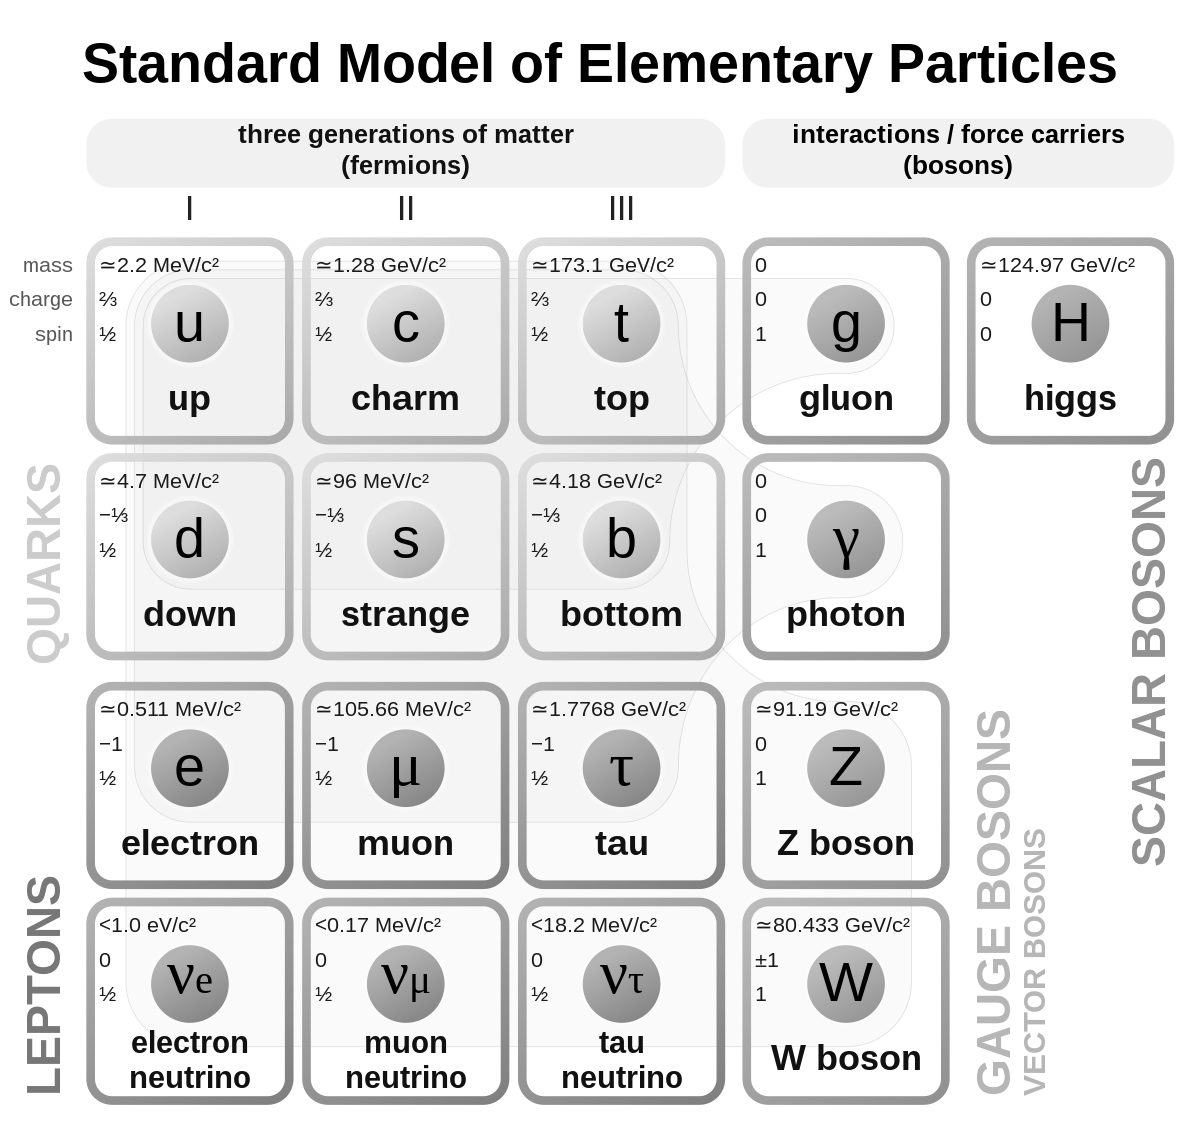 Standard Model of Elementary Particles
three generations of matter
(fermions)
interactions / force carriers
(bosons)
I
II
III
mass
charge
spin
≃2.2 MeV/c²
⅔
½
u
up
≃1.28 GeV/c²
⅔
½
c
charm
≃173.1 GeV/c²
⅔
½
t
top
0
0
1
g
gluon
≃124.97 GeV/c²
0
0
H
higgs
QUARKS
≃4.7 MeV/c²
−⅓
½
d
down
≃96 MeV/c²
−⅓
½
s
strange
≃4.18 GeV/c²
−⅓
½
b
bottom
0
0
1
γ
photon
SCALAR BOSONS
LEPTONS
≃0.511 MeV/c²
−1
½
e
electron
≃105.66 MeV/c²
−1
½
μ
muon
≃1.7768 GeV/c²
−1
½
τ
tau
≃91.19 GeV/c²
0
1
Z
Z boson
GAUGE BOSONS
VECTOR BOSONS
<1.0 eV/c²
0
½
νe
electron
neutrino
<0.17 MeV/c²
0
½
νμ
muon
neutrino
<18.2 MeV/c²
0
½
ντ
tau
neutrino
≃80.433 GeV/c²
±1
1
W
W boson